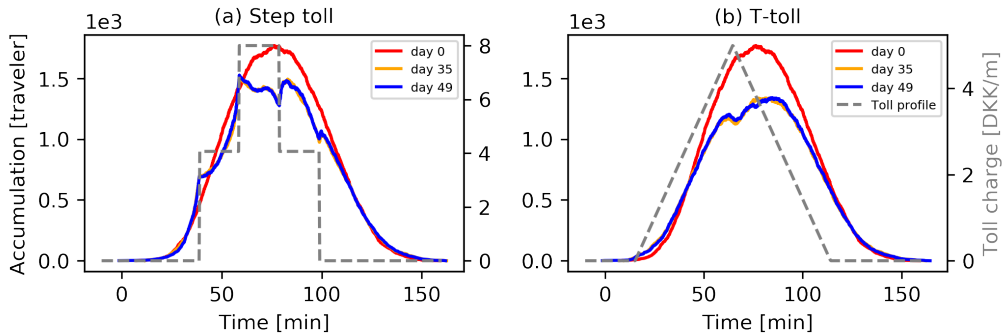 (a) Step toll
1e3
Accumulation [traveler]
1.5
1.0
0.5
0.0
8
6
4
2
0
day 0
day 35
day 49
0
50
100
150
Time [min]
(b) T-toll
1e3
1.5
1.0
0.5
0.0
4
2
0
Toll charge [DKK/m]
day 0
day 35
day 49
Toll profile
0
50
100
150
Time [min]